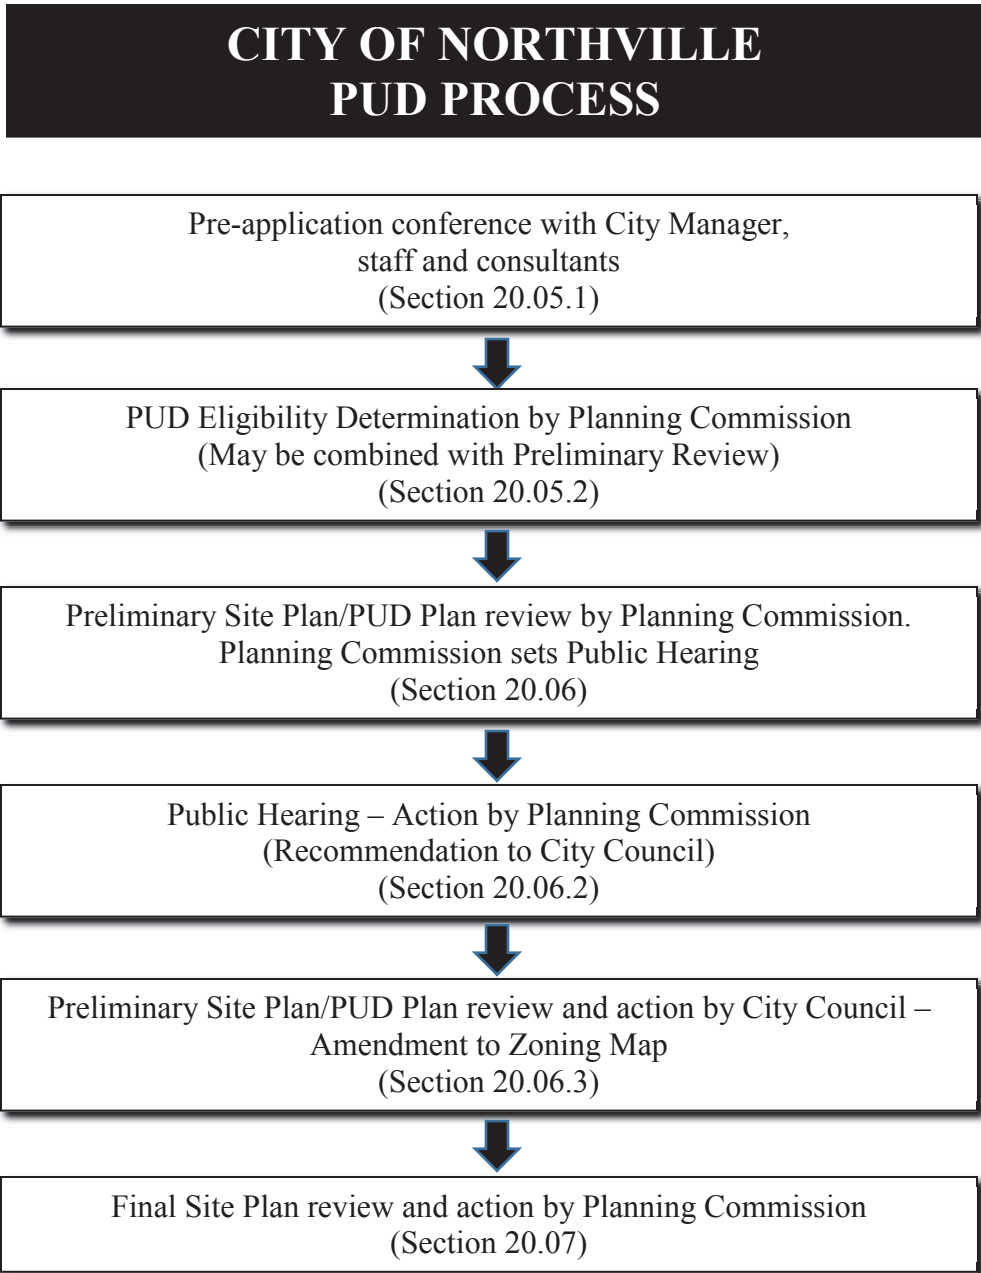 CITY OF NORTHVILLE
PUD PROCESS
Pre-application conference with City Manager,
staff and consultants
(Section 20.05.1)
PUD Eligibility Determination by Planning Commission
(May be combined with Preliminary Review)
(Section 20.05.2)
Preliminary Site Plan/PUD Plan review by Planning Commission.
Planning Commission sets Public Hearing
(Section 20.06)
Public Hearing – Action by Planning Commission
(Recommendation to City Council)
(Section 20.06.2)
Preliminary Site Plan/PUD Plan review and action by City Council –
Amendment to Zoning Map
(Section 20.06.3)
Final Site Plan review and action by Planning Commission
(Section 20.07)